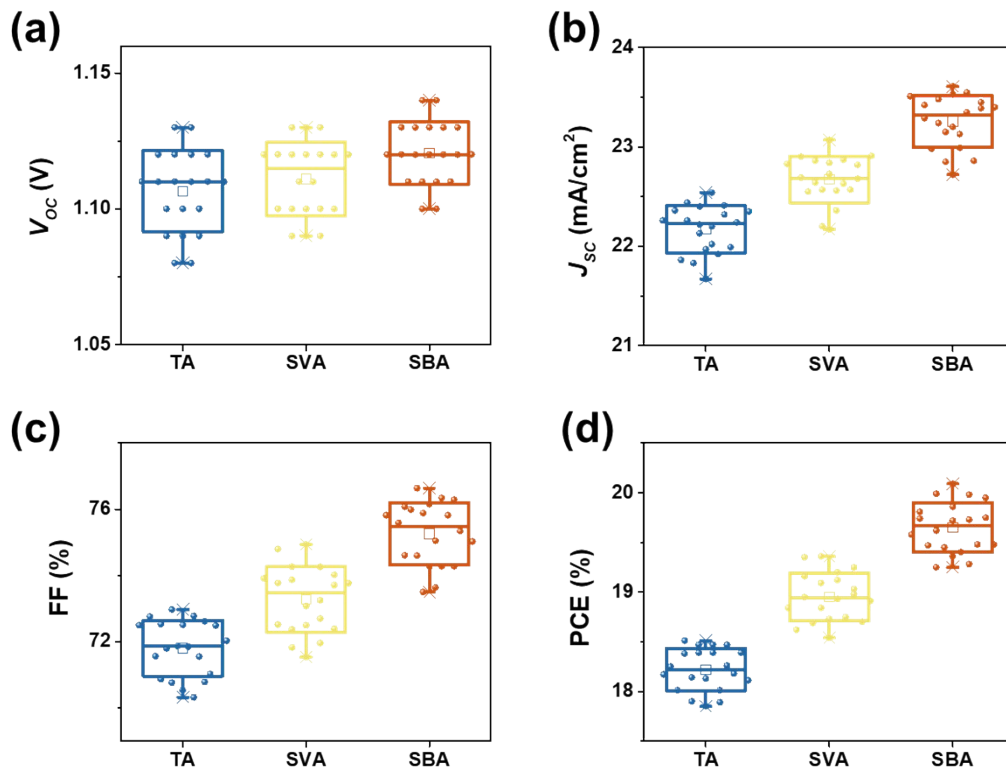 (a)
1.15
1.10
1.05
V_OC (V)
TA SVA SBA
(b)
24
23
22
21
J_SC (mA/cm²)
TA SVA SBA
(c)
76
72
FF (%)
TA SVA SBA
(d)
20
19
18
PCE (%)
TA SVA SBA